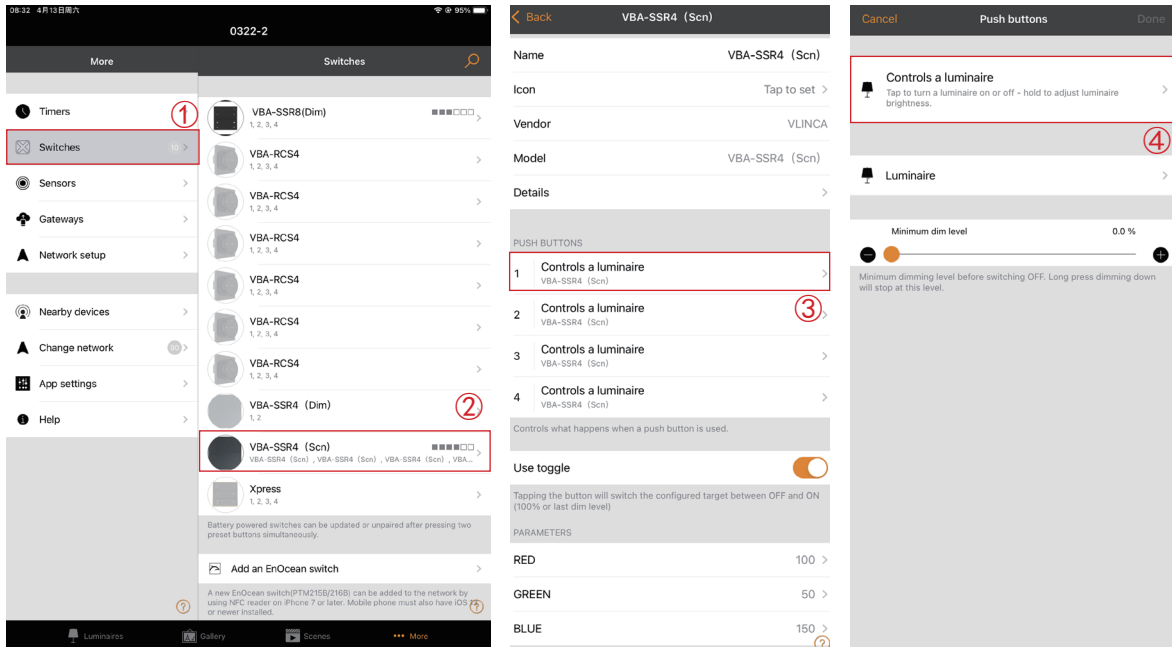 08:32 4月13日周六
95%
0322-2
More
Switches
Timers
①
Switches
10
Sensors
Gateways
Network setup
Nearby devices
Change network
App settings
Help
VBA-SSR8(Dim)
1, 2, 3, 4
VBA-RCS4
1, 2, 3, 4
VBA-RCS4
1, 2, 3, 4
VBA-RCS4
1, 2, 3, 4
VBA-RCS4
1, 2, 3, 4
VBA-RCS4
1, 2, 3, 4
VBA-RCS4
1, 2, 3, 4
VBA-SSR4 (Dim)
1, 2
②
VBA-SSR4 (Scn)
VBA-SSR4 (Scn) , VBA-SSR4 (Scn) , VBA-SSR4 (Scn) , VBA...
Xpress
1, 2, 3, 4
Battery powered switches can be updated or unpaired after pressing two
preset buttons simultaneously.
Add an EnOcean switch
A new EnOcean switch(PTM215B/216B) can be added to the network by
using NFC reader on iPhone 7 or later. Mobile phone must also have iOS
or newer installed.
?
?
Luminaires
Gallery
Scenes
More
Back
VBA-SSR4 (Scn)
Name VBA-SSR4 (Scn)
Icon Tap to set
Vendor VLINCA
Model VBA-SSR4 (Scn)
Details
PUSH BUTTONS
1 Controls a luminaire
VBA-SSR4 (Scn)
③
2 Controls a luminaire
VBA-SSR4 (Scn)
3 Controls a luminaire
VBA-SSR4 (Scn)
4 Controls a luminaire
VBA-SSR4 (Scn)
Controls what happens when a push button is used.
Use toggle
Tapping the button will switch the configured target between OFF and ON
(100% or last dim level)
PARAMETERS
RED 100
GREEN 50
BLUE 150
?
Cancel
Push buttons
Done
Controls a luminaire
Tap to turn a luminaire on or off - hold to adjust luminaire
brightness.
④
Luminaire
Minimum dim level 0.0 %
Minimum dimming level before switching OFF. Long press dimming down
will stop at this level.